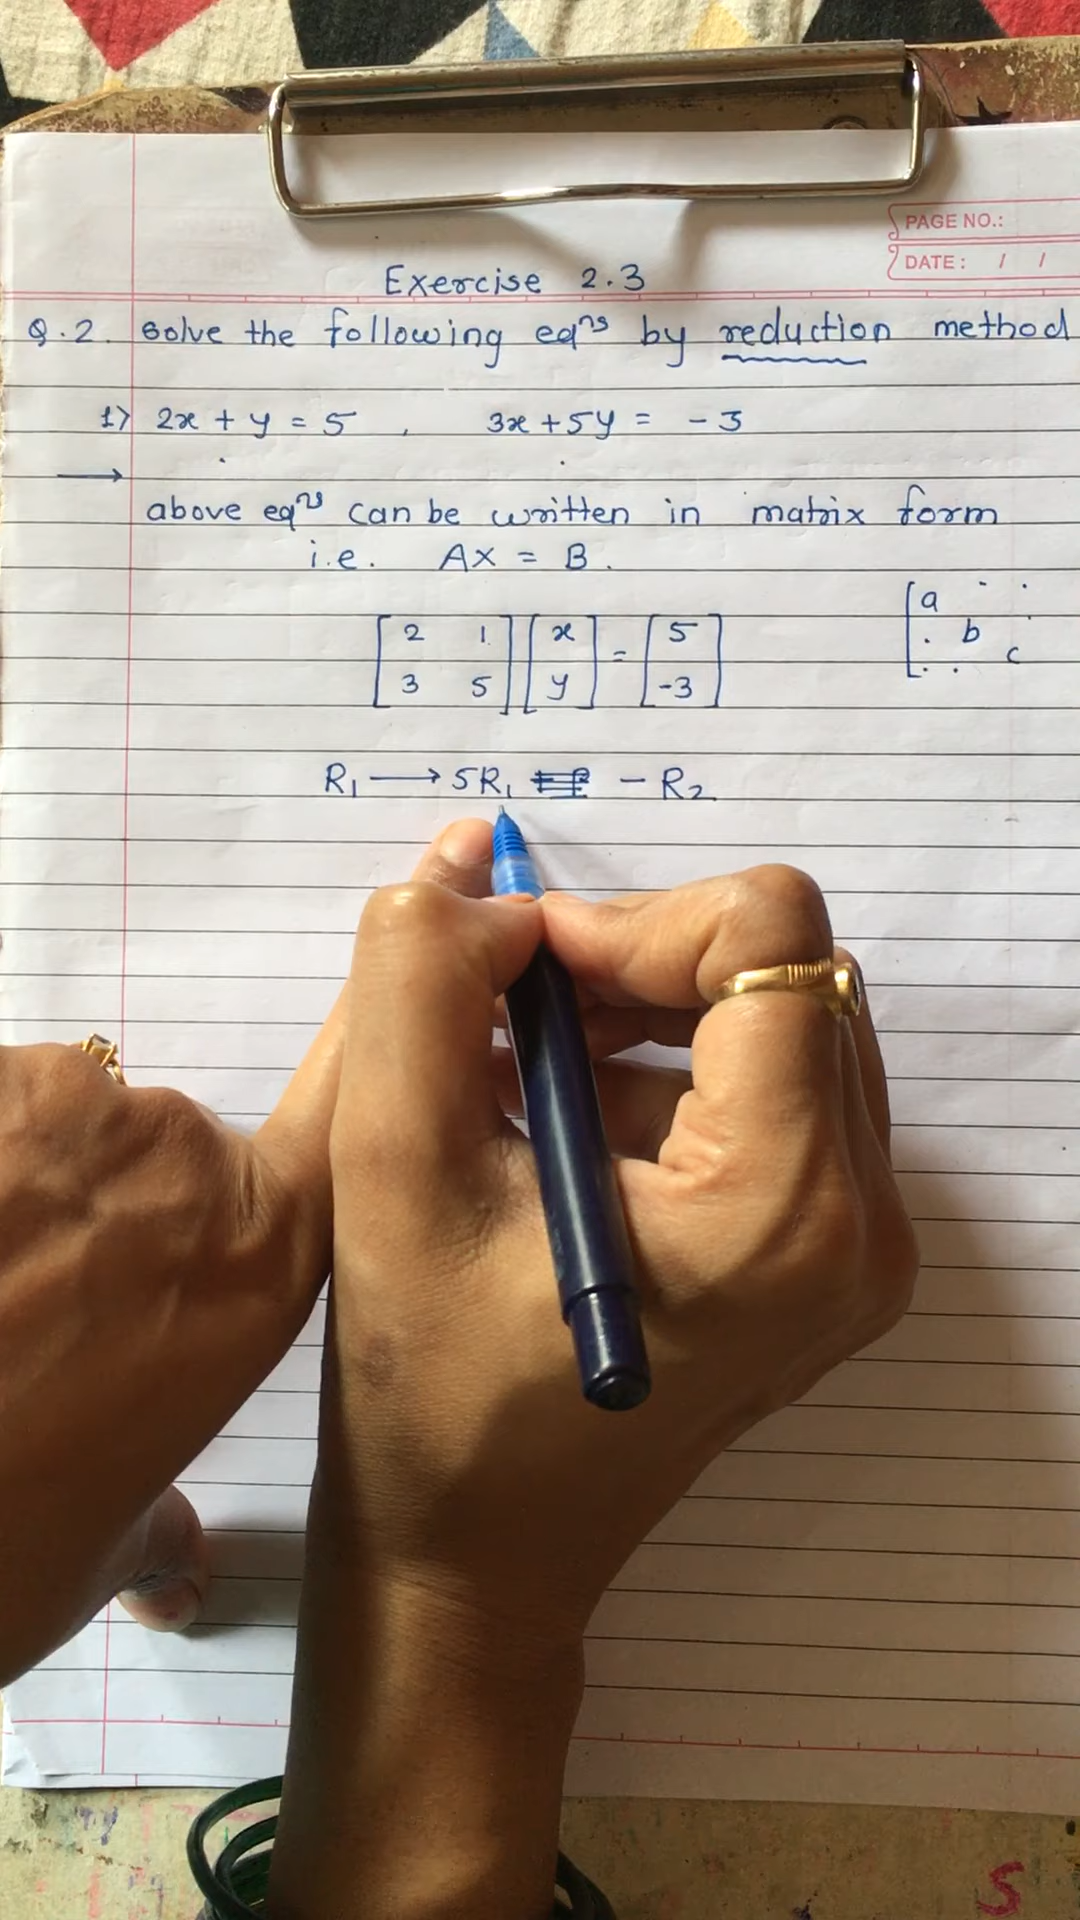 PAGE NO.:
DATE: / /
Exercise 2.3
Q.2. Solve the following eqⁿˢ by reduction method
1) 2x + y = 5 , 3x + 5y = -3
→
above eqⁿˢ can be written in matrix form
i.e. AX = B.
[2 1] [x] = [5]
[3 5] [y] [-3]
[a . .
. b .
. . c
R₁ → 5R₁ - R₂
S